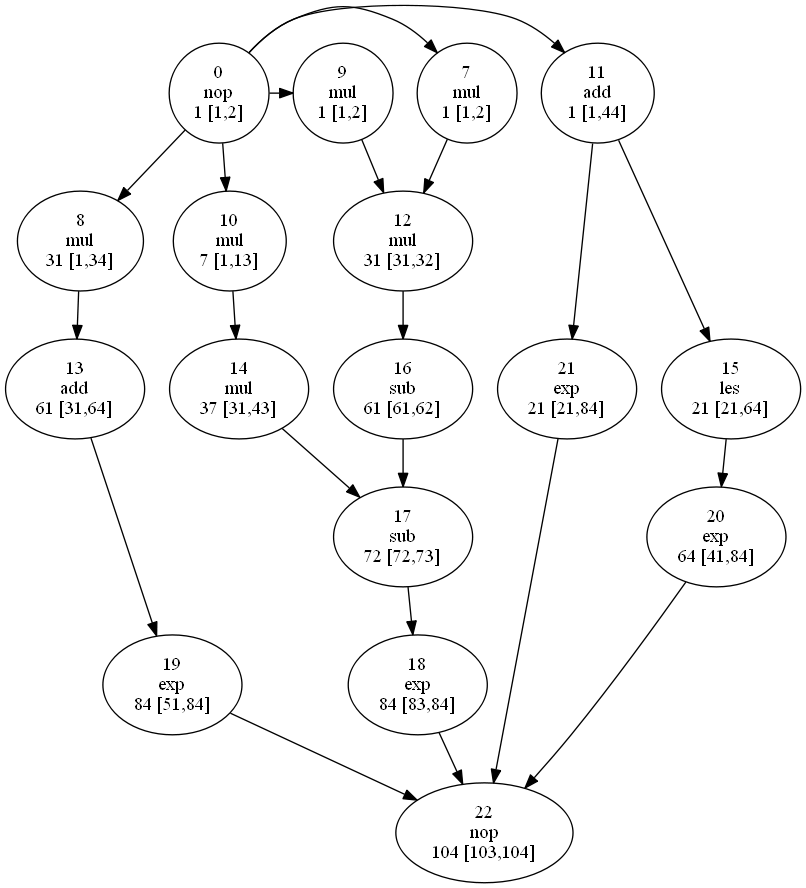 0
nop
1 [1,2]
9
mul
1 [1,2]
7
mul
1 [1,2]
11
add
1 [1,44]
8
mul
31 [1,34]
10
mul
7 [1,13]
12
mul
31 [31,32]
13
add
61 [31,64]
14
mul
37 [31,43]
16
sub
61 [61,62]
21
exp
21 [21,84]
15
les
21 [21,64]
17
sub
72 [72,73]
20
exp
64 [41,84]
19
exp
84 [51,84]
18
exp
84 [83,84]
22
nop
104 [103,104]